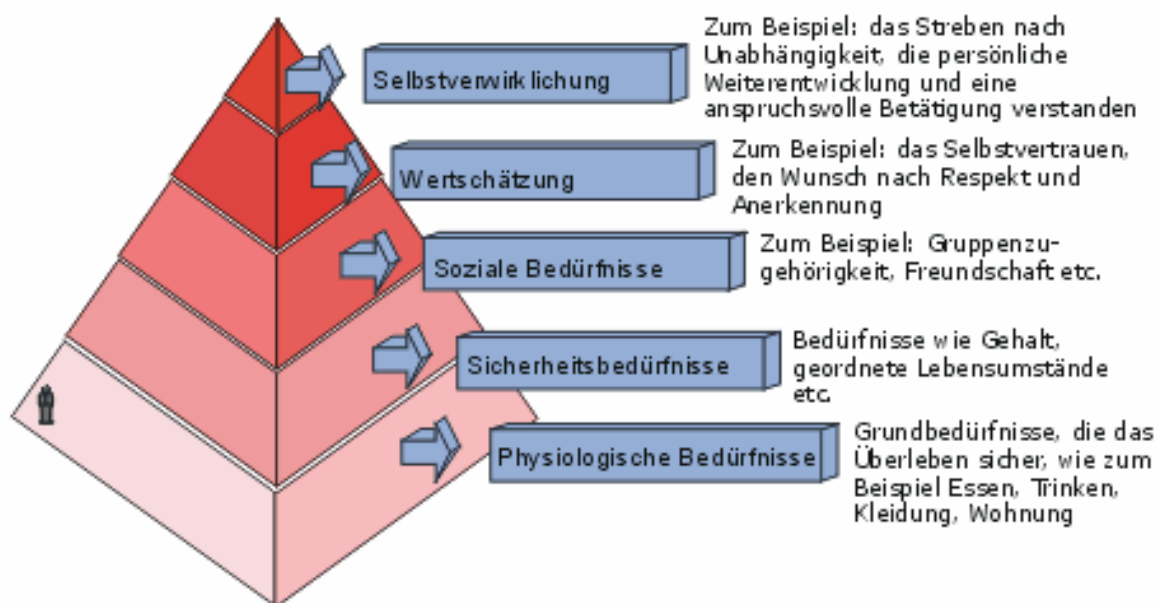 Selbstverwirklichung
Zum Beispiel: das Streben nach
Unabhängigkeit, die persönliche
Weiterentwicklung und eine
anspruchsvolle Betätigung verstanden
Wertschätzung
Zum Beispiel: das Selbstvertrauen,
den Wunsch nach Respekt und
Anerkennung
Soziale Bedürfnisse
Zum Beispiel: Gruppenzu-
gehörigkeit, Freundschaft etc.
Sicherheitsbedürfnisse
Bedürfnisse wie Gehalt,
geordnete Lebensumstände
etc.
Physiologische Bedürfnisse
Grundbedürfnisse, die das
Überleben sicher, wie zum
Beispiel Essen, Trinken,
Kleidung, Wohnung